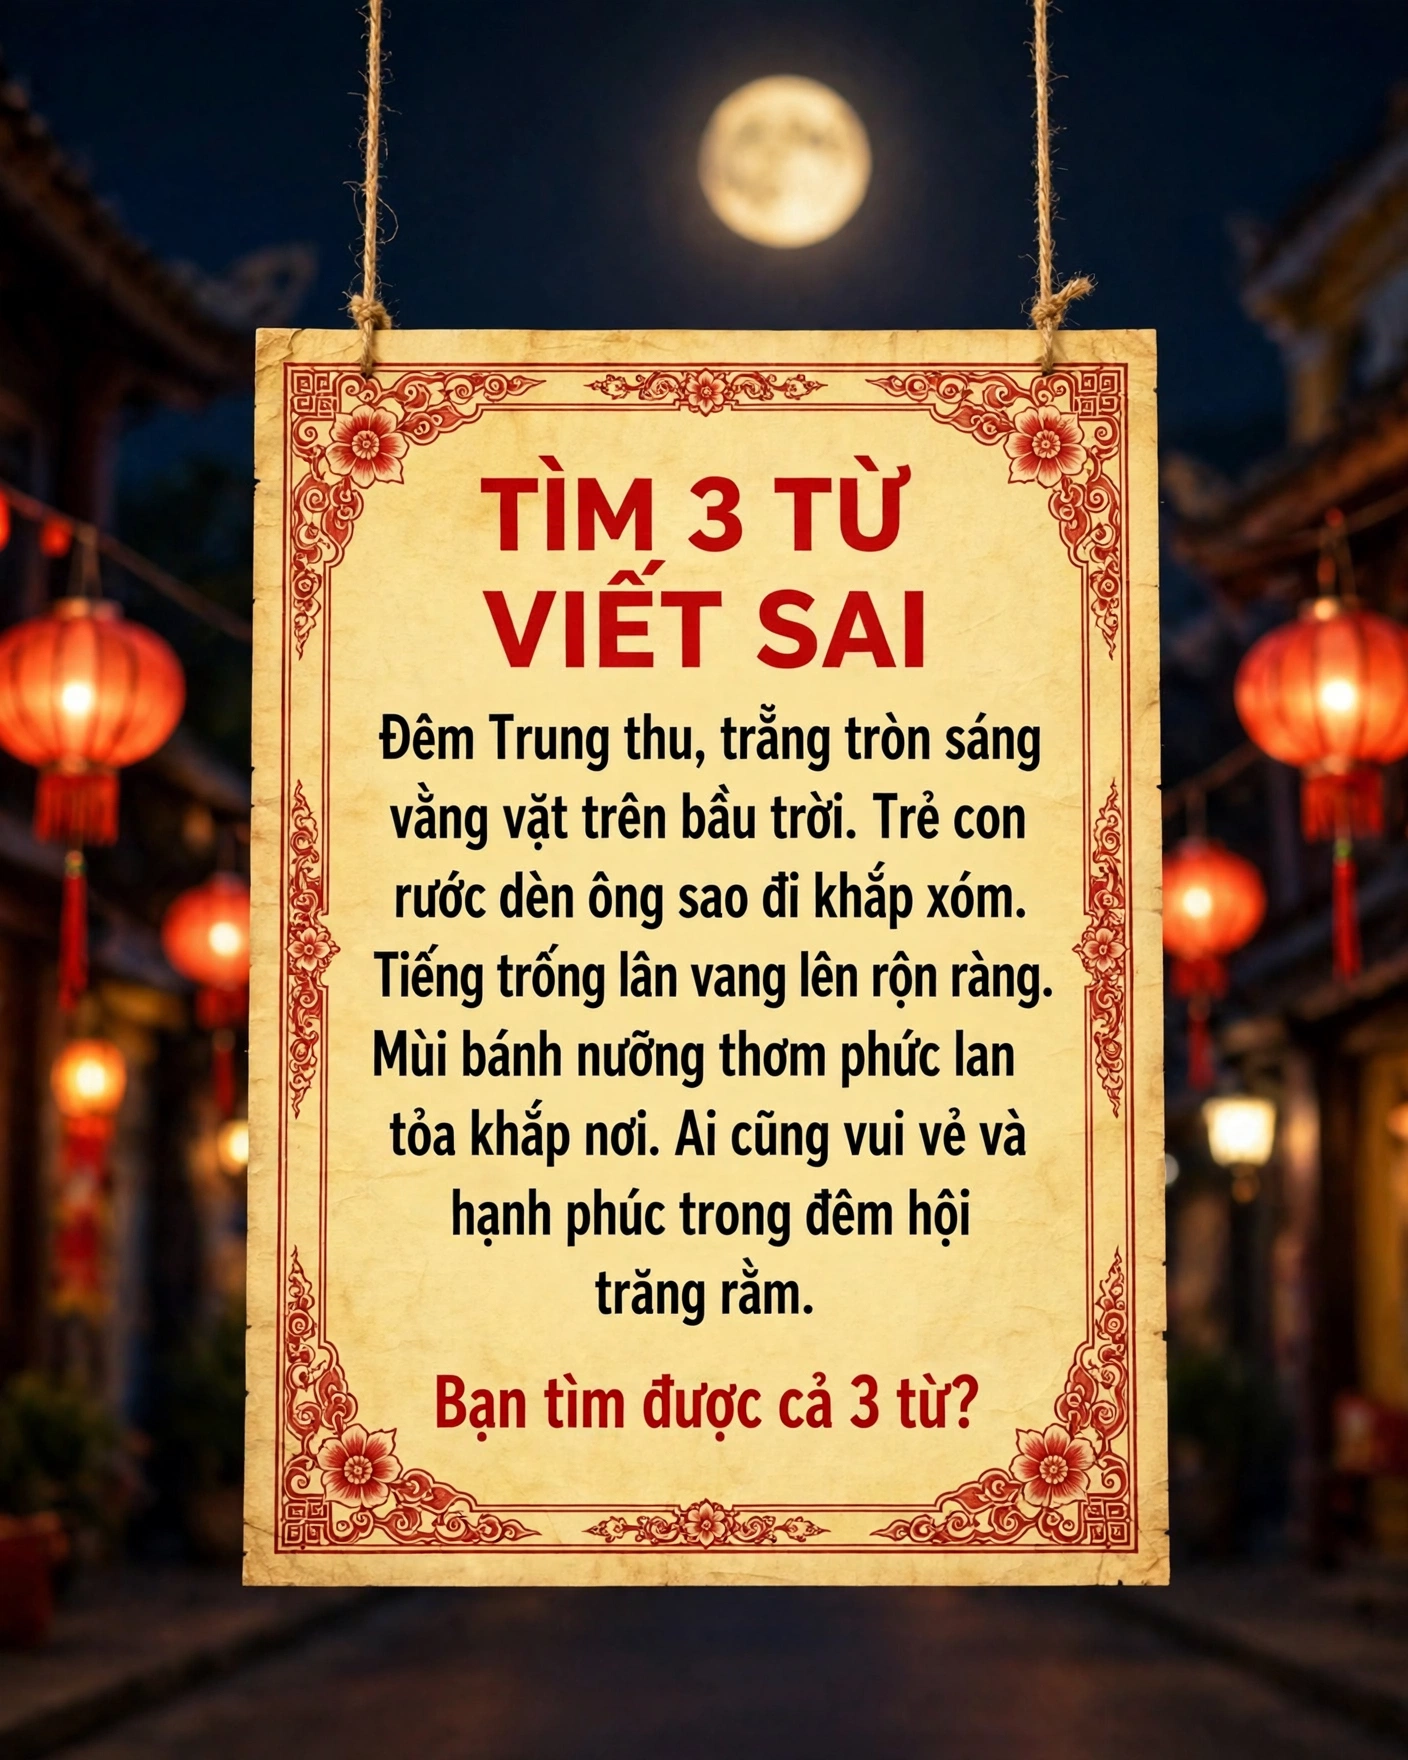 TÌM 3 TỪ
VIẾT SAI
Đêm Trung thu, trẵng tròn sáng
vằng vặt trên bầu trời. Trẻ con
rước dèn ông sao đi khắp xóm.
Tiếng trống lân vang lên rộn ràng.
Mùi bánh nưỡng thơm phức lan
tỏa khắp nơi. Ai cũng vui vẻ và
hạnh phúc trong đêm hội
trăng rằm.
Bạn tìm được cả 3 từ?